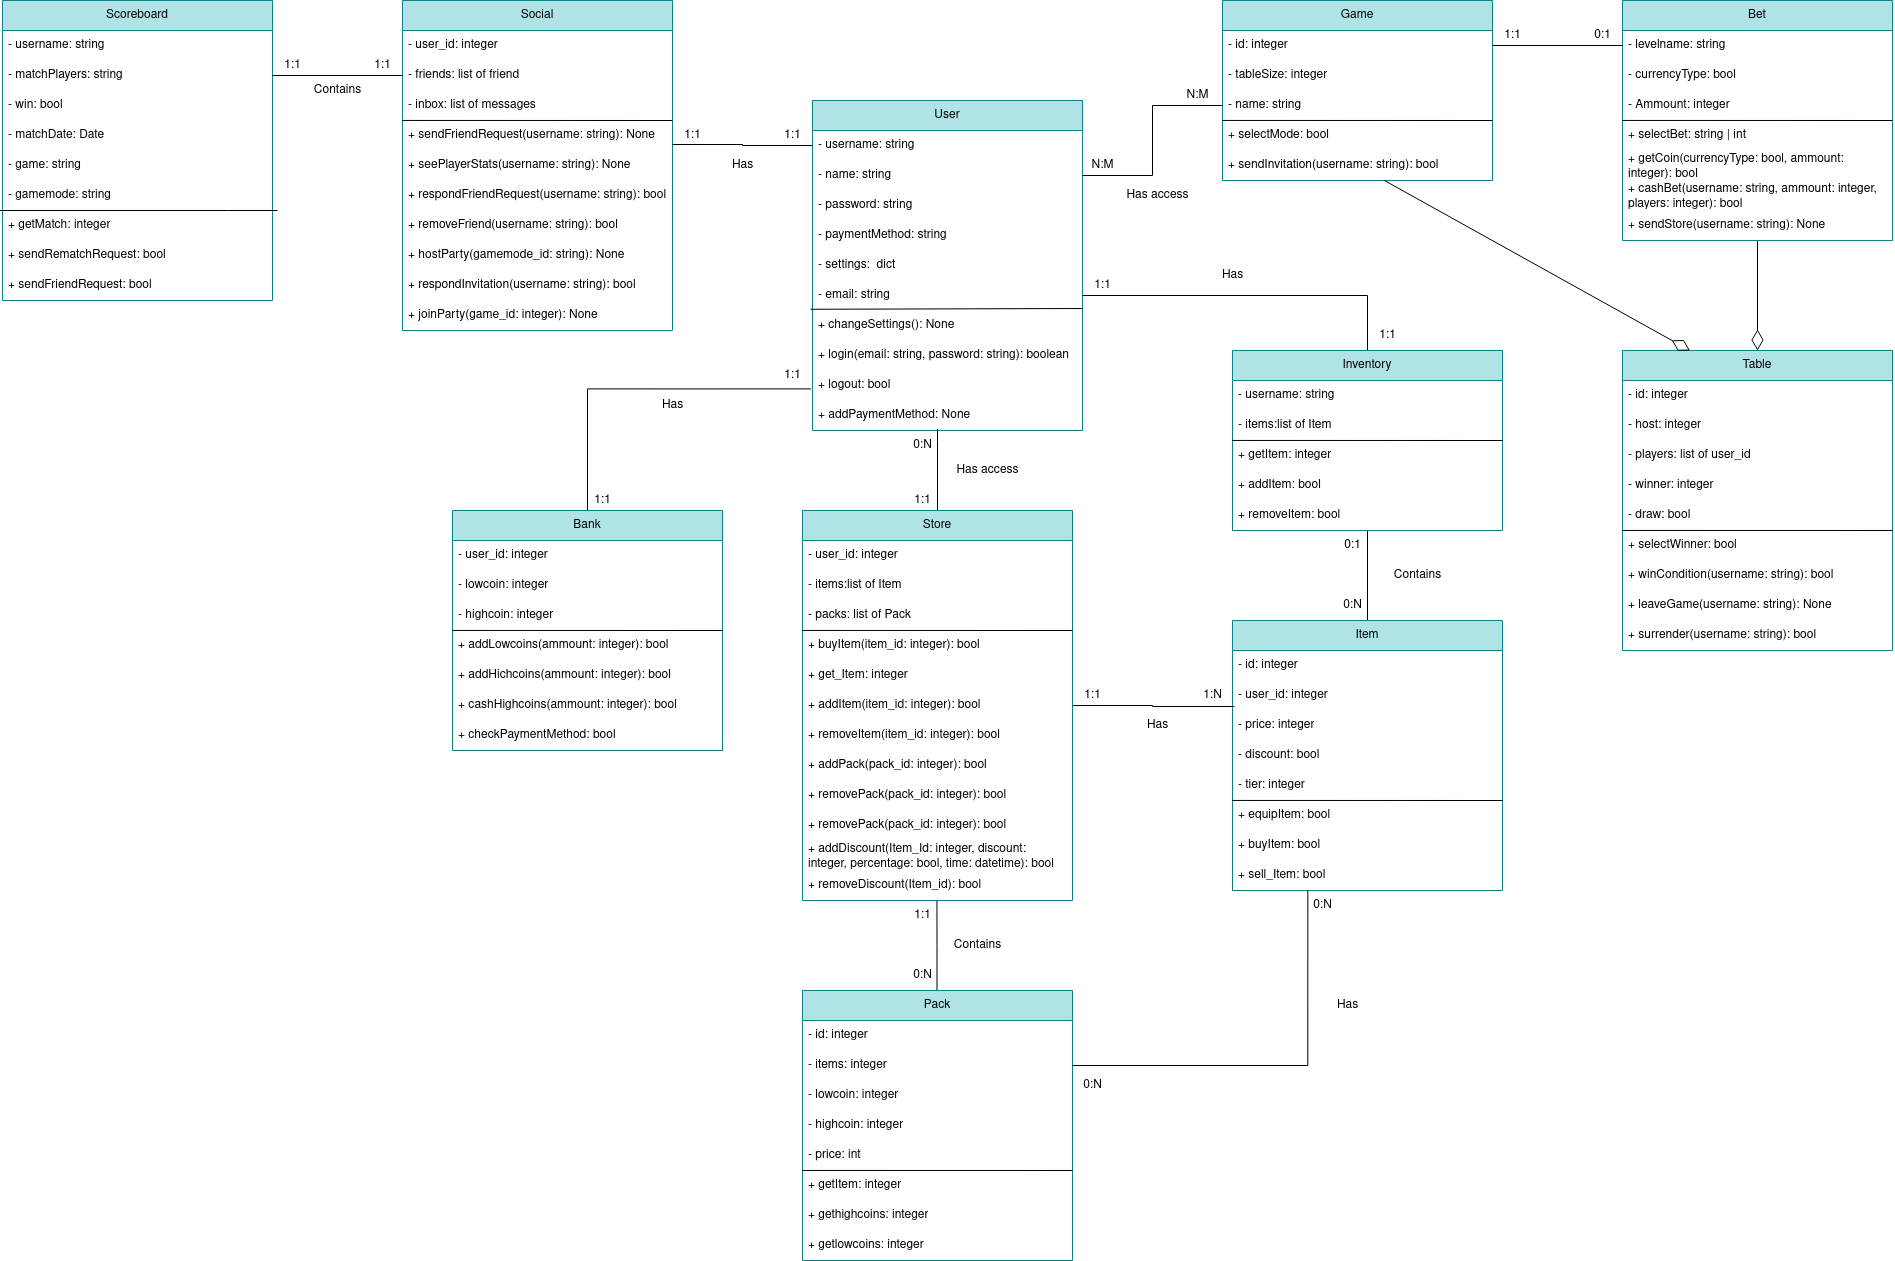 Scoreboard
- username: string
- matchPlayers: string
- win: bool
- matchDate: Date
- game: string
- gamemode: string
+ getMatch: integer
+ sendRematchRequest: bool
+ sendFriendRequest: bool
1:1
1:1
Contains
Social
- user_id: integer
- friends: list of friend
- inbox: list of messages
+ sendFriendRequest(username: string): None
+ seePlayerStats(username: string): None
+ respondFriendRequest(username: string): bool
+ removeFriend(username: string): bool
+ hostParty(gamemode_id: string): None
+ respondInvitation(username: string): bool
+ joinParty(game_id: integer): None
1:1
1:1
Has
User
- username: string
- name: string
- password: string
- paymentMethod: string
- settings:  dict
- email: string
+ changeSettings(): None
+ login(email: string, password: string): boolean
+ logout: bool
+ addPaymentMethod: None
N:M
N:M
Has access
Game
- id: integer
- tableSize: integer
- name: string
+ selectMode: bool
+ sendInvitation(username: string): bool
1:1
0:1
Bet
- levelname: string
- currencyType: bool
- Ammount: integer
+ selectBet: string | int
+ getCoin(currencyType: bool, ammount:
integer): bool
+ cashBet(username: string, ammount: integer,
players: integer): bool
+ sendStore(username: string): None
1:1
Has
1:1
Inventory
- username: string
- items:list of Item
+ getItem: integer
+ addItem: bool
+ removeItem: bool
Table
- id: integer
- host: integer
- players: list of user_id
- winner: integer
- draw: bool
+ selectWinner: bool
+ winCondition(username: string): bool
+ leaveGame(username: string): None
+ surrender(username: string): bool
1:1
Has
1:1
Bank
- user_id: integer
- lowcoin: integer
- highcoin: integer
+ addLowcoins(ammount: integer): bool
+ addHichcoins(ammount: integer): bool
+ cashHighcoins(ammount: integer): bool
+ checkPaymentMethod: bool
0:N
Has access
1:1
Store
- user_id: integer
- items:list of Item
- packs: list of Pack
+ buyItem(item_id: integer): bool
+ get_Item: integer
+ addItem(item_id: integer): bool
+ removeItem(item_id: integer): bool
+ addPack(pack_id: integer): bool
+ removePack(pack_id: integer): bool
+ removePack(pack_id: integer): bool
+ addDiscount(Item_Id: integer, discount:
integer, percentage: bool, time: datetime): bool
+ removeDiscount(Item_id): bool
0:1
Contains
0:N
1:1
1:N
Has
Item
- id: integer
- user_id: integer
- price: integer
- discount: bool
- tier: integer
+ equipItem: bool
+ buyItem: bool
+ sell_Item: bool
1:1
Contains
0:N
0:N
Has
0:N
Pack
- id: integer
- items: integer
- lowcoin: integer
- highcoin: integer
- price: int
+ getItem: integer
+ gethighcoins: integer
+ getlowcoins: integer